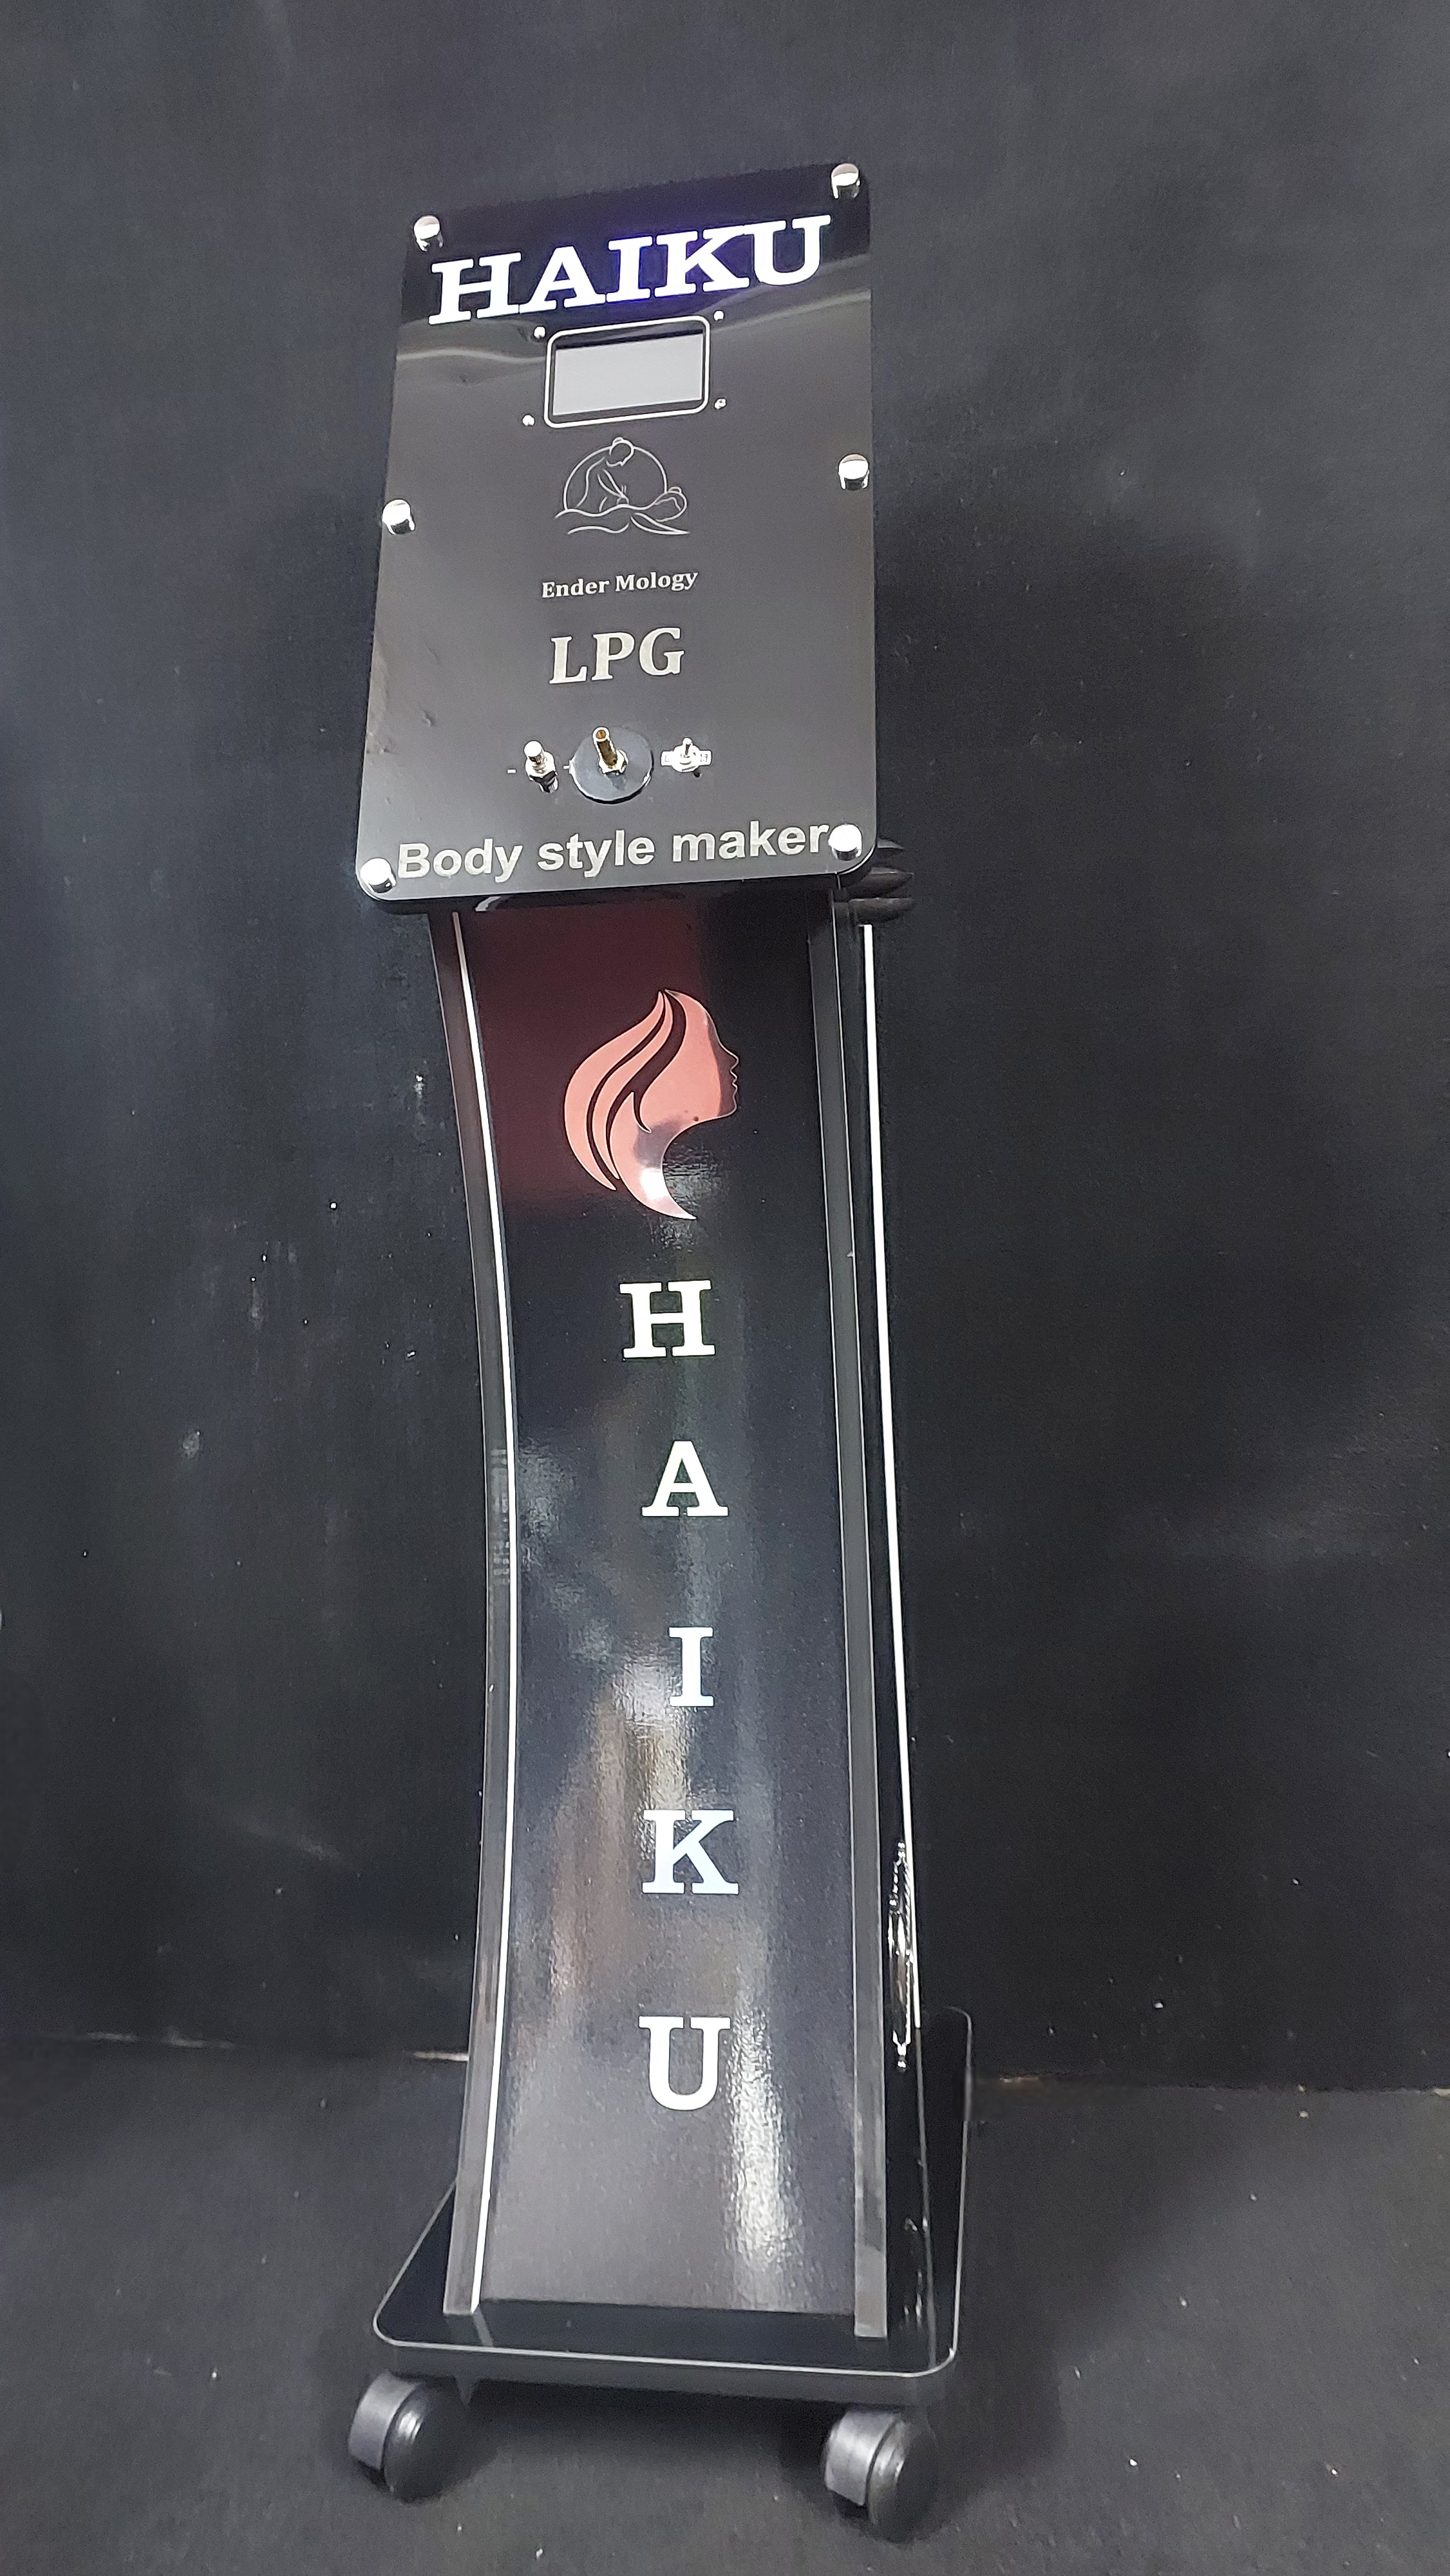 HAIKU
Ender Mology
LPG
Body style maker
H
A
I
K
U